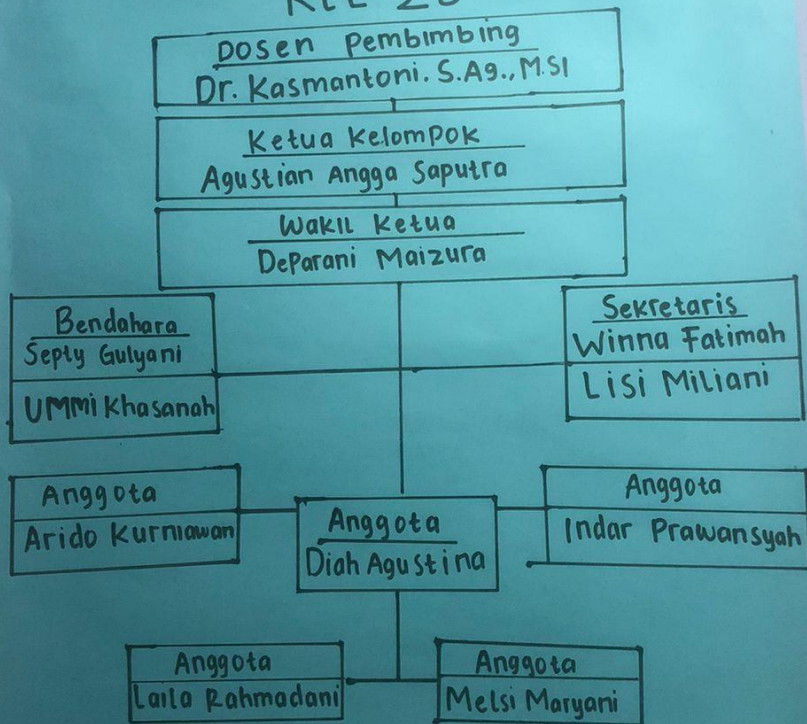 Dosen Pembimbing
Dr. Kasmantoni. S.Ag., M.SI
Ketua Kelompok
Agustian Angga Saputra
Wakil Ketua
Deparani Maizura
Bendahara
Septy Gulyani
Ummi Khasanah
Sekretaris
Winna Fatimah
Lisi Miliani
Anggota
Arido Kurniawan
Anggota
Diah Agustina
Anggota
Indar Prawansyah
Anggota
Laila Rahmadani
Anggota
Melsi Maryani